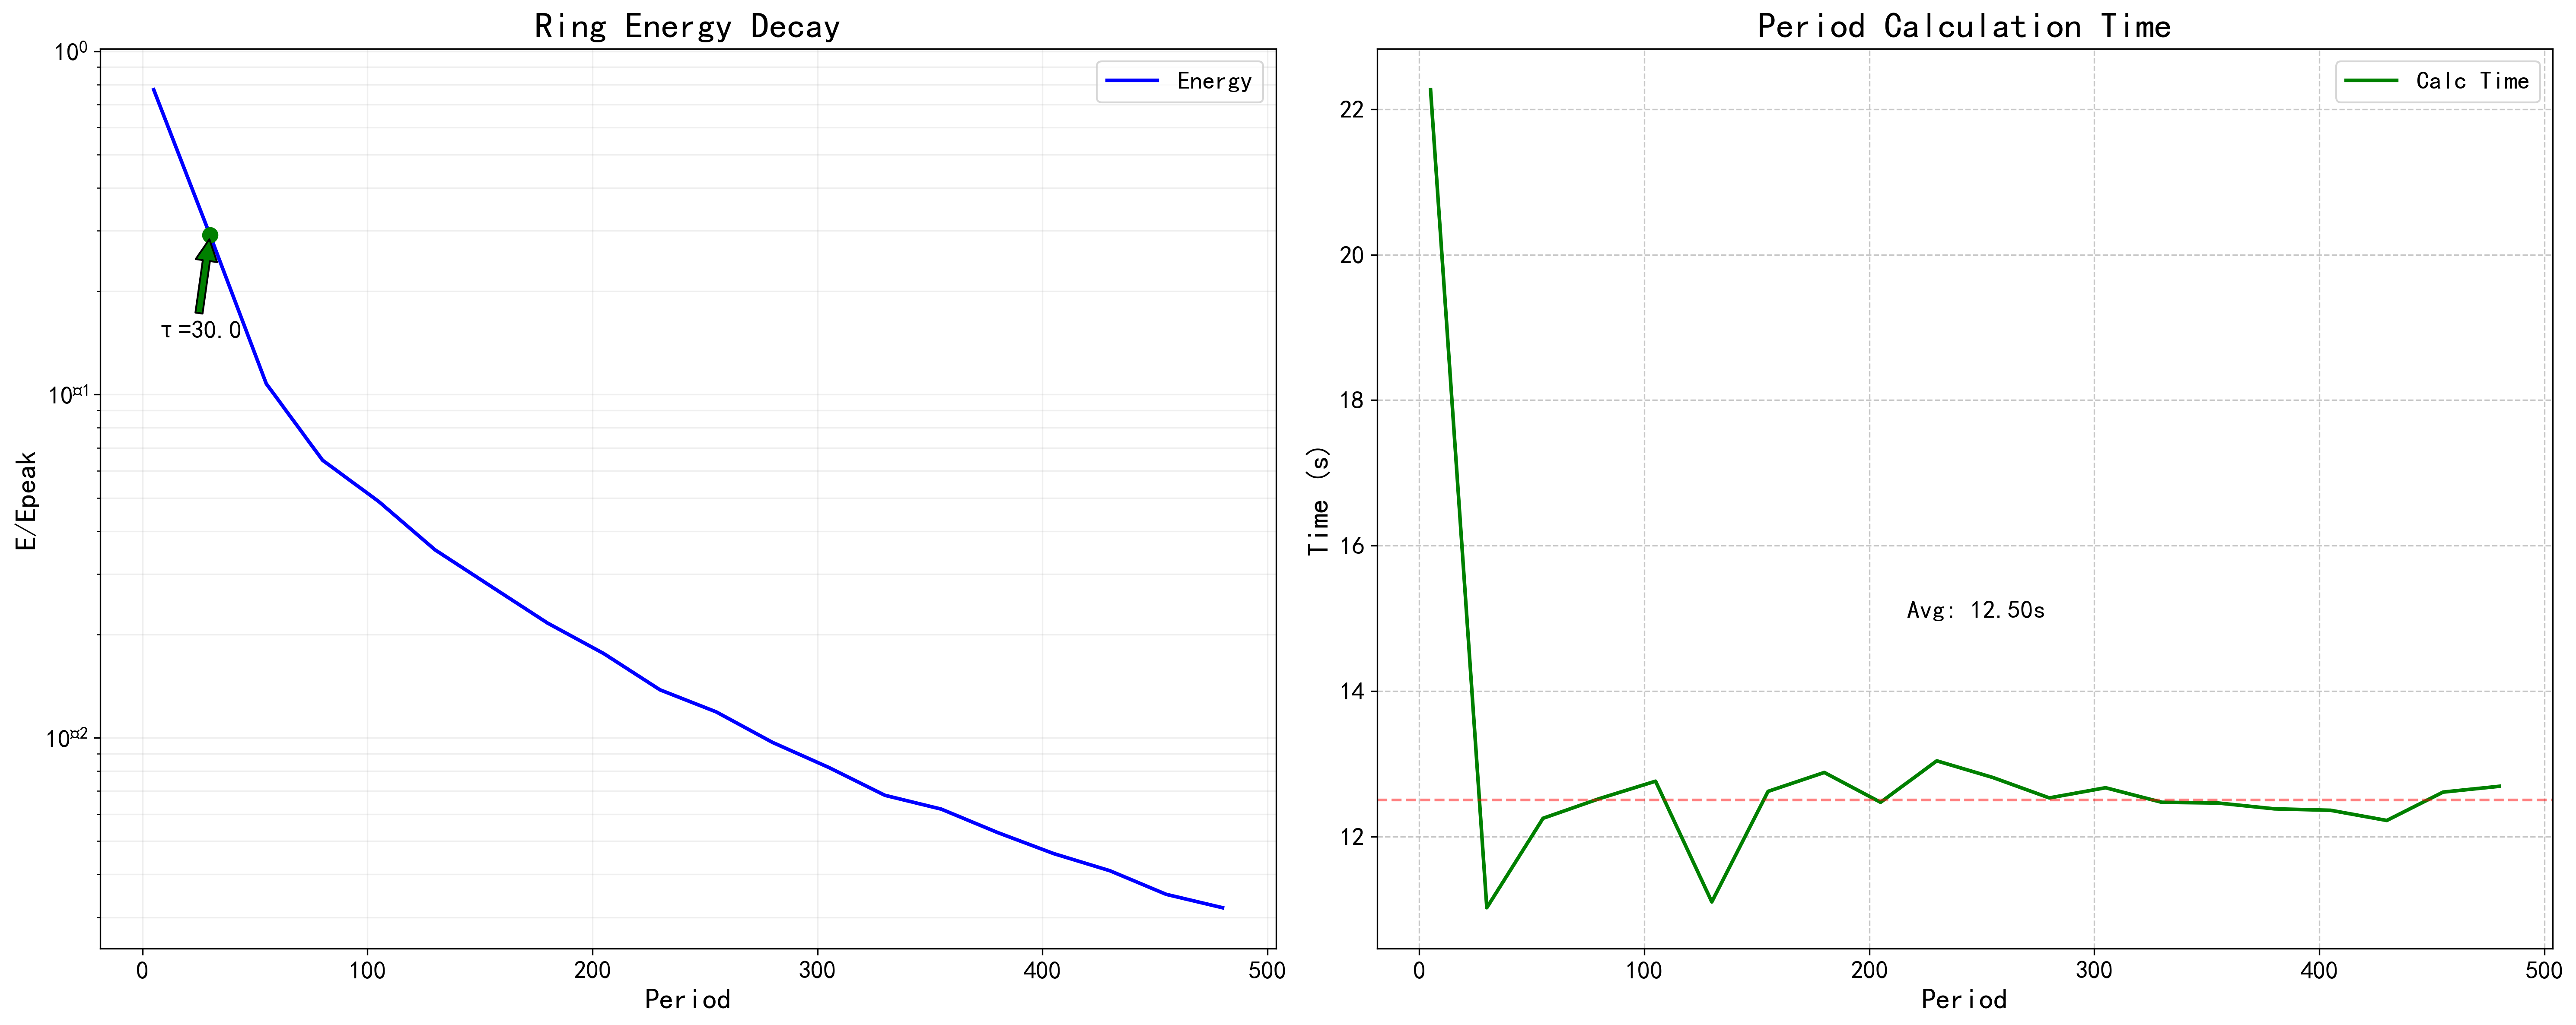 Ring Energy Decay
Energy
10⁰
10¤¹
10¤²
E/Epeak
τ=30.0
0 100 200 300 400 500
Period
Period Calculation Time
Calc Time
22
20
18
16
14
12
Time (s)
Avg: 12.50s
0 100 200 300 400 500
Period